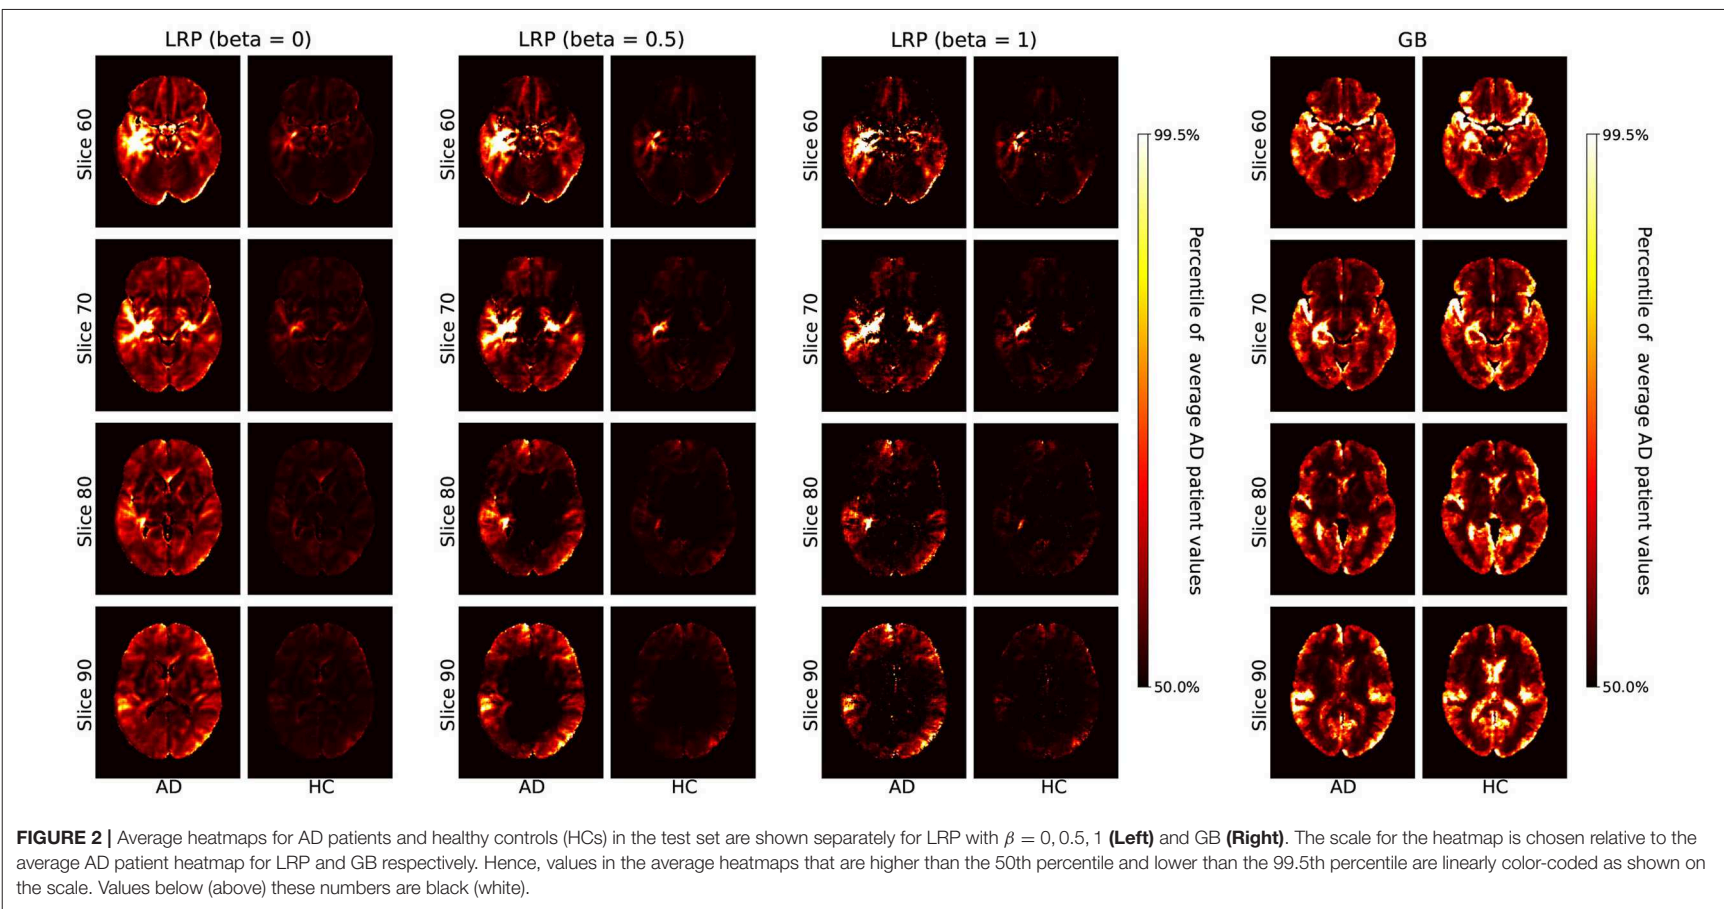 LRP (beta = 0)
LRP (beta = 0.5)
LRP (beta = 1)
GB
Slice 60
Slice 60
Slice 60
Slice 60
99.5%
99.5%
Slice 70
Slice 70
Slice 70
Slice 70
Percentile of average AD patient values
Percentile of average AD patient values
Slice 80
Slice 80
Slice 80
Slice 80
Slice 90
Slice 90
Slice 90
Slice 90
50.0%
50.0%
AD
HC
AD
HC
AD
HC
AD
HC
FIGURE 2 | Average heatmaps for AD patients and healthy controls (HCs) in the test set are shown separately for LRP with β = 0, 0.5, 1 (Left) and GB (Right). The scale for the heatmap is chosen relative to the
average AD patient heatmap for LRP and GB respectively. Hence, values in the average heatmaps that are higher than the 50th percentile and lower than the 99.5th percentile are linearly color-coded as shown on
the scale. Values below (above) these numbers are black (white).